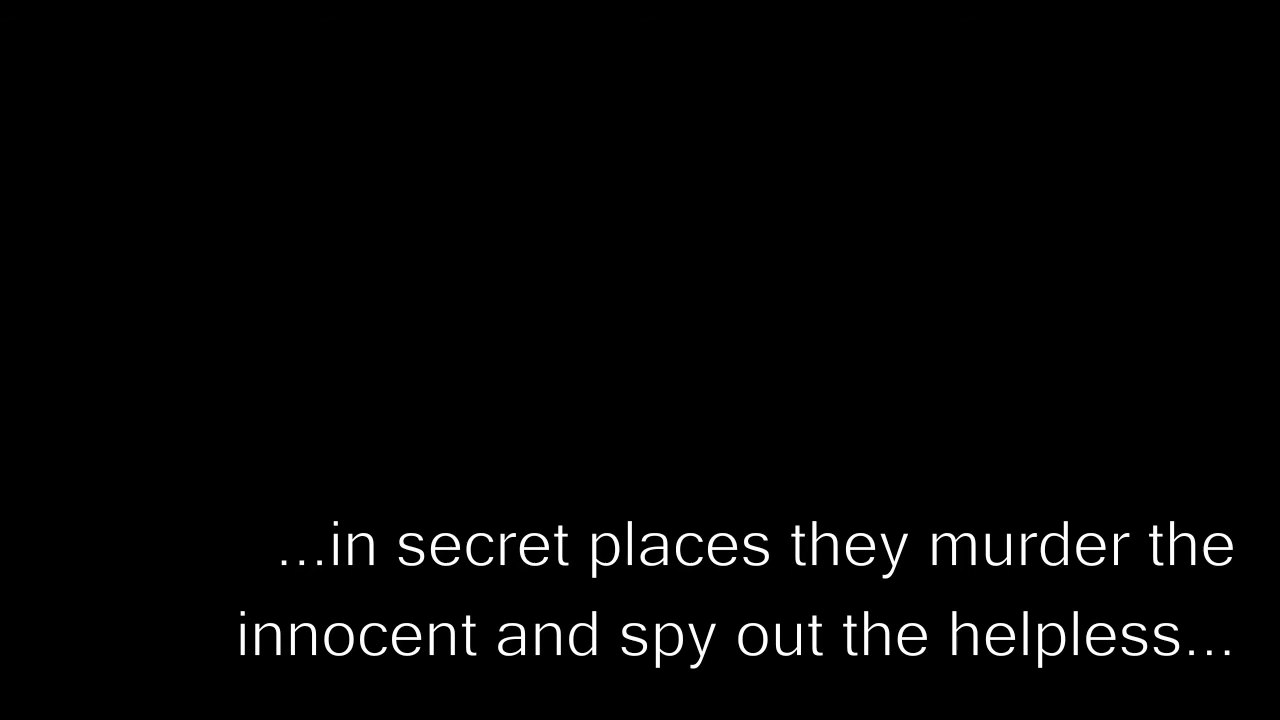 ...in secret places they murder the
innocent and spy out the helpless...